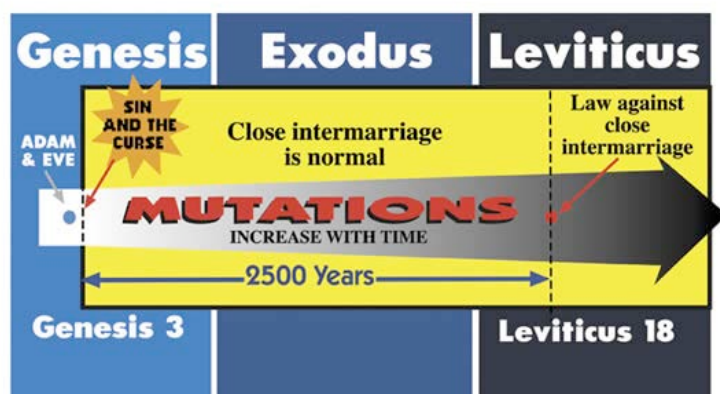 Genesis Exodus Leviticus
SIN
AND THE
CURSE
ADAM
& EVE
Close intermarriage
is normal
Law against
close
intermarriage
MUTATIONS
INCREASE WITH TIME
2500 Years
Genesis 3
Leviticus 18